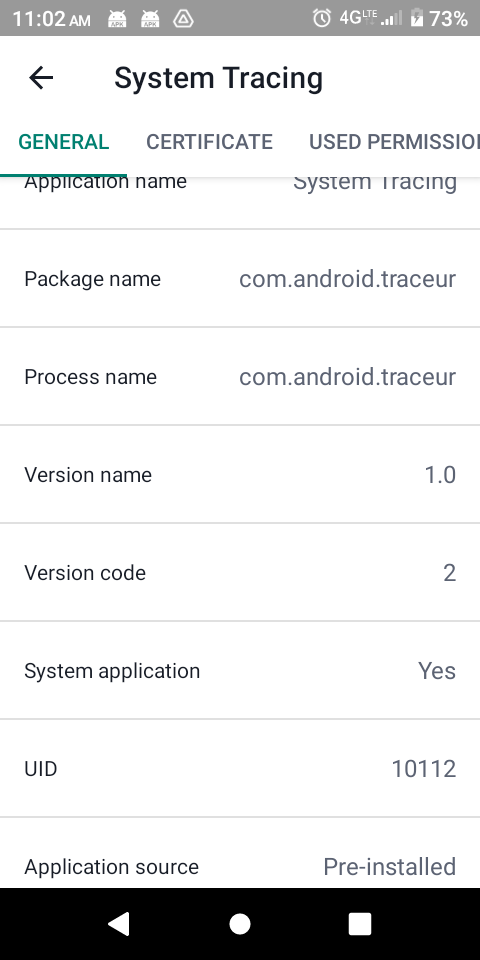 11:02 AM 4G LTE 73%
System Tracing
GENERAL CERTIFICATE USED PERMISSIO
Application name System Tracing
Package name com.android.traceur
Process name com.android.traceur
Version name 1.0
Version code 2
System application Yes
UID 10112
Application source Pre-installed